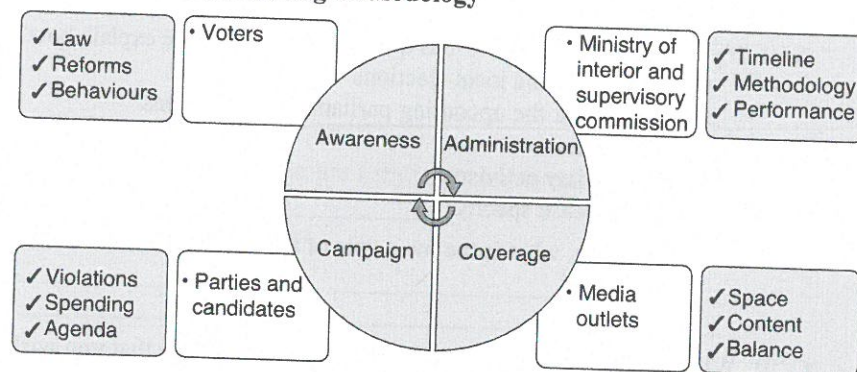 ✓ Law
✓ Reforms
✓ Behaviours
• Voters
• Ministry of
interior and
supervisory
commission
✓ Timeline
✓ Methodology
✓ Performance
Awareness
Administration
Campaign
Coverage
✓ Violations
✓ Spending
✓ Agenda
• Parties and
candidates
• Media
outlets
✓ Space
✓ Content
✓ Balance